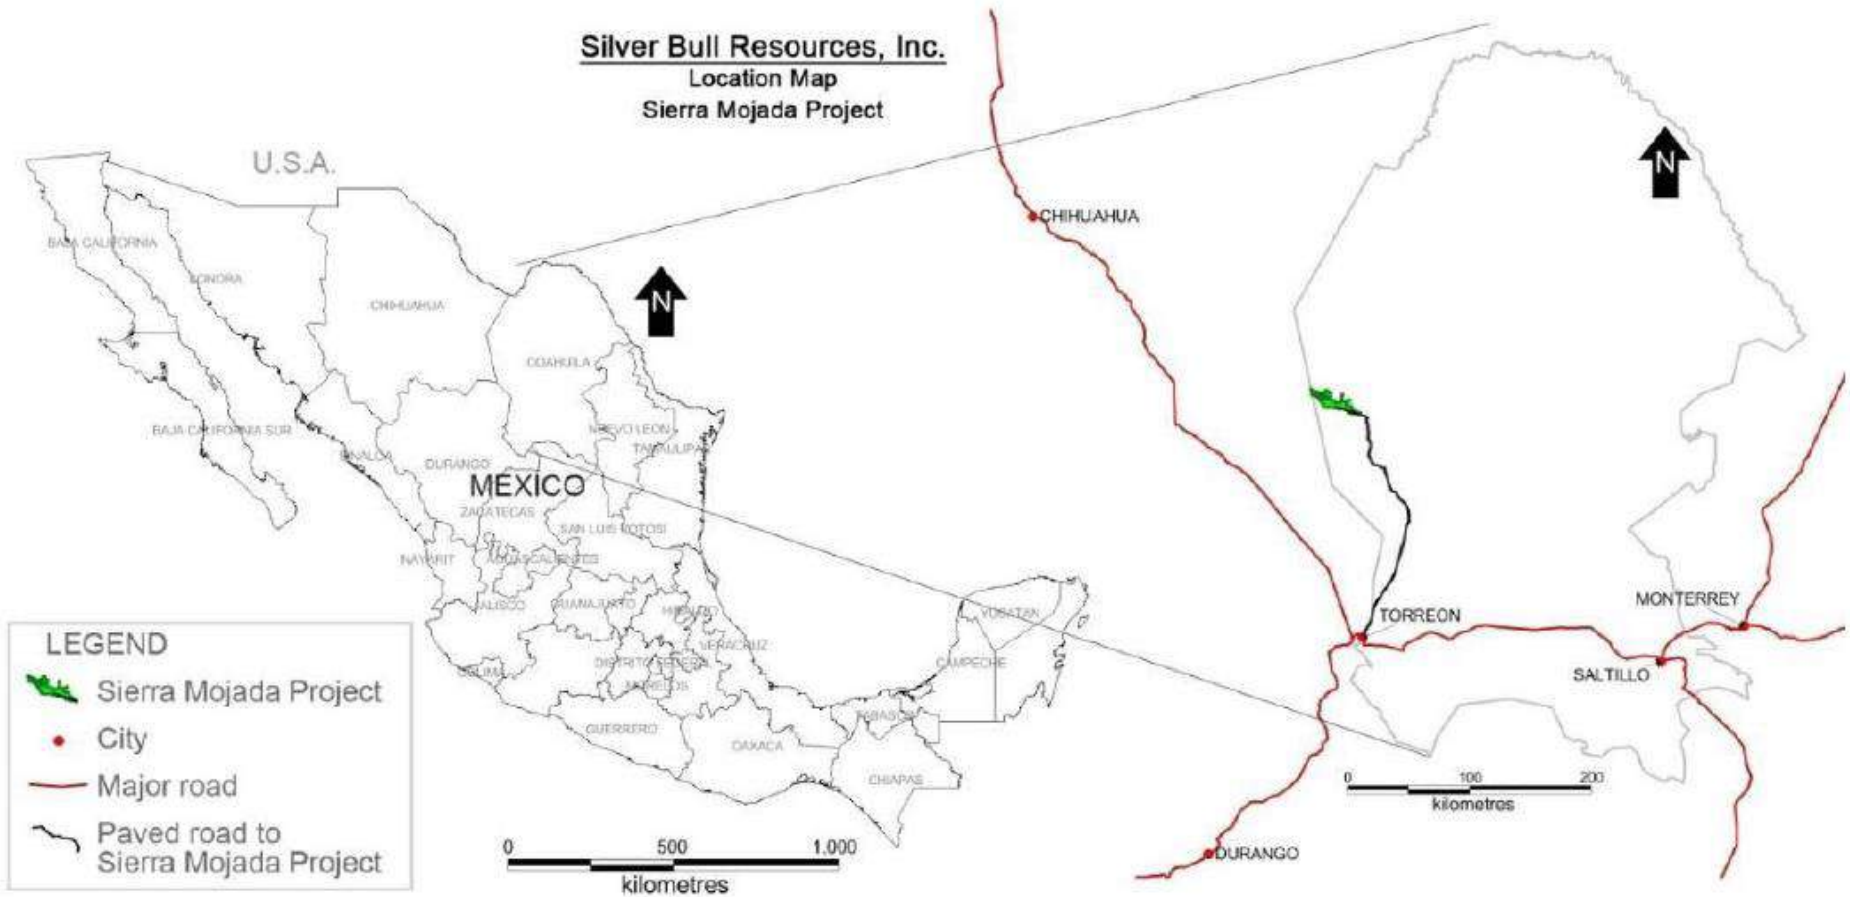 Silver Bull Resources, Inc.
Location Map
Sierra Mojada Project
U.S.A.
N
N
BAJA CALIFORNIA
SONORA
CHIHUAHUA
COAHUILA
NUEVO LEON
TAMAULIPA
BAJA CALIFORNIA SUR
SINALOA
DURANGO
MEXICO
ZACATECAS
SAN LUIS POTOSI
NAYARIT
AGUASCALIENTES
JALISCO
GUANAJUATO
HIDALGO
VERACRUZ
YUCATAN
COLIMA
DISTRITO FEDERAL
MORELOS
CAMPECHE
GUERRERO
OAXACA
TABASCO
CHIAPAS
CHIHUAHUA
TORREON
MONTERREY
SALTILLO
DURANGO
0 100 200
kilometres
0 500 1,000
kilometres
LEGEND
Sierra Mojada Project
City
Major road
Paved road to
Sierra Mojada Project